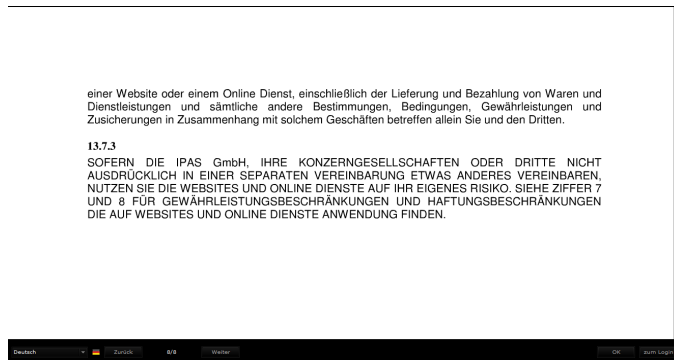 einer Website oder einem Online Dienst, einschließlich der Lieferung und Bezahlung von Waren und
Dienstleistungen und sämtliche andere Bestimmungen, Bedingungen, Gewährleistungen und
Zusicherungen in Zusammenhang mit solchem Geschäften betreffen allein Sie und den Dritten.
13.7.3
SOFERN DIE IPAS GmbH, IHRE KONZERNGESELLSCHAFTEN ODER DRITTE NICHT
AUSDRÜCKLICH IN EINER SEPARATEN VEREINBARUNG ETWAS ANDERES VEREINBAREN,
NUTZEN SIE DIE WEBSITES UND ONLINE DIENSTE AUF IHR EIGENES RISIKO. SIEHE ZIFFER 7
UND 8 FÜR GEWÄHRLEISTUNGSBESCHRÄNKUNGEN UND HAFTUNGSBESCHRÄNKUNGEN
DIE AUF WEBSITES UND ONLINE DIENSTE ANWENDUNG FINDEN.
Deutsch Zurück 8/8 Weiter OK zum Login